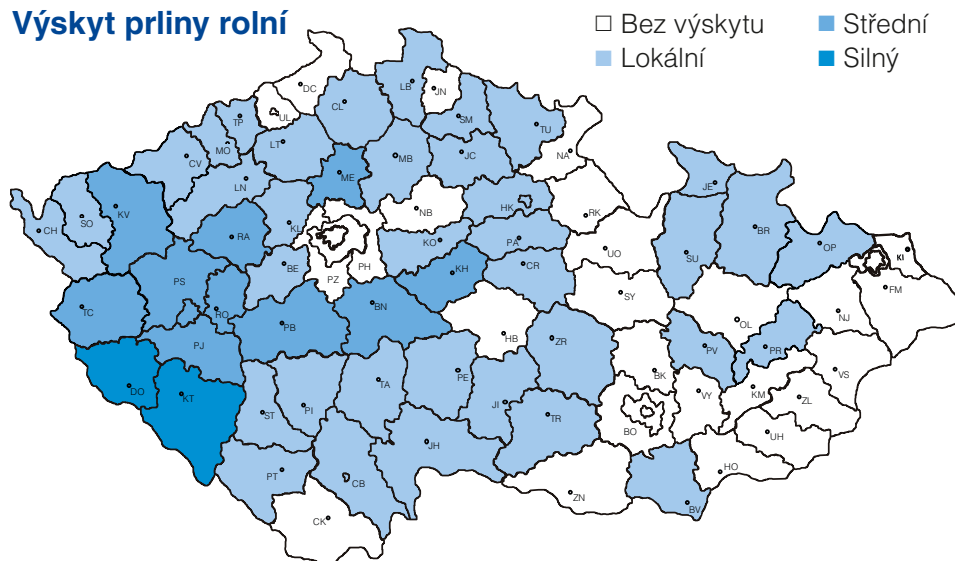 Výskyt prliny rolní
Bez výskytu
Střední
Lokální
Silný
DC
LB
JN
UL
CL
TP
SM
TU
MO
LT
CV
MB
JC
NA
ME
LN
KV
SO
CH
KL
NB
HK
RK
JE
BR
RA
KO
PA
UO
SU
OP
KI
BE
PZ
PH
KH
CR
FM
PS
TC
RO
BN
SY
OL
NJ
PB
HB
ZR
PJ
PV
PR
VS
DO
KT
TA
PE
BK
ST
PI
JI
VY
KM
ZL
TR
BO
UH
JH
PT
CB
HO
ZN
BV
CK